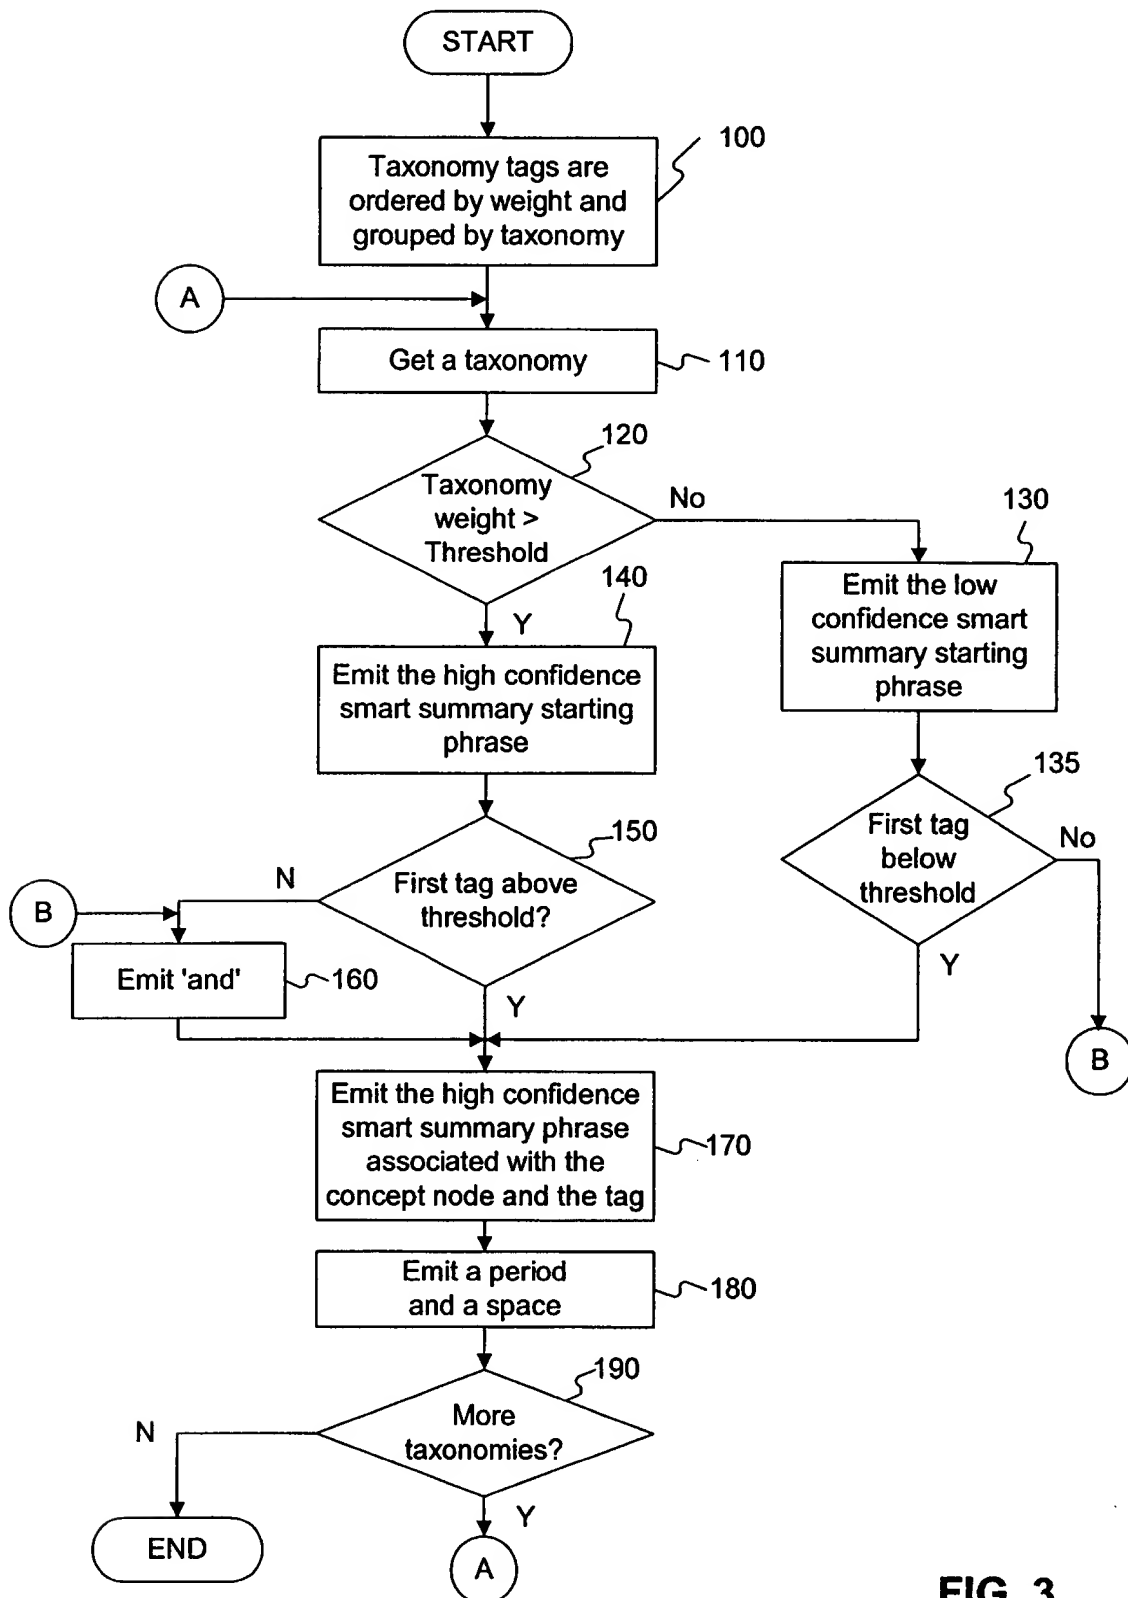 START
100
Taxonomy tags are
ordered by weight and
grouped by taxonomy
A
Get a taxonomy
110
120
Taxonomy
weight >
Threshold
No
130
Emit the low
confidence smart
summary starting
phrase
140
Y
Emit the high confidence
smart summary starting
phrase
135
First tag
below
threshold
No
Y
B
150
First tag above
threshold?
N
B
Emit 'and'
160
Y
Emit the high confidence
smart summary phrase
associated with the
concept node and the tag
170
Emit a period
and a space
180
190
More
taxonomies?
N
END
Y
A
FIG. 3